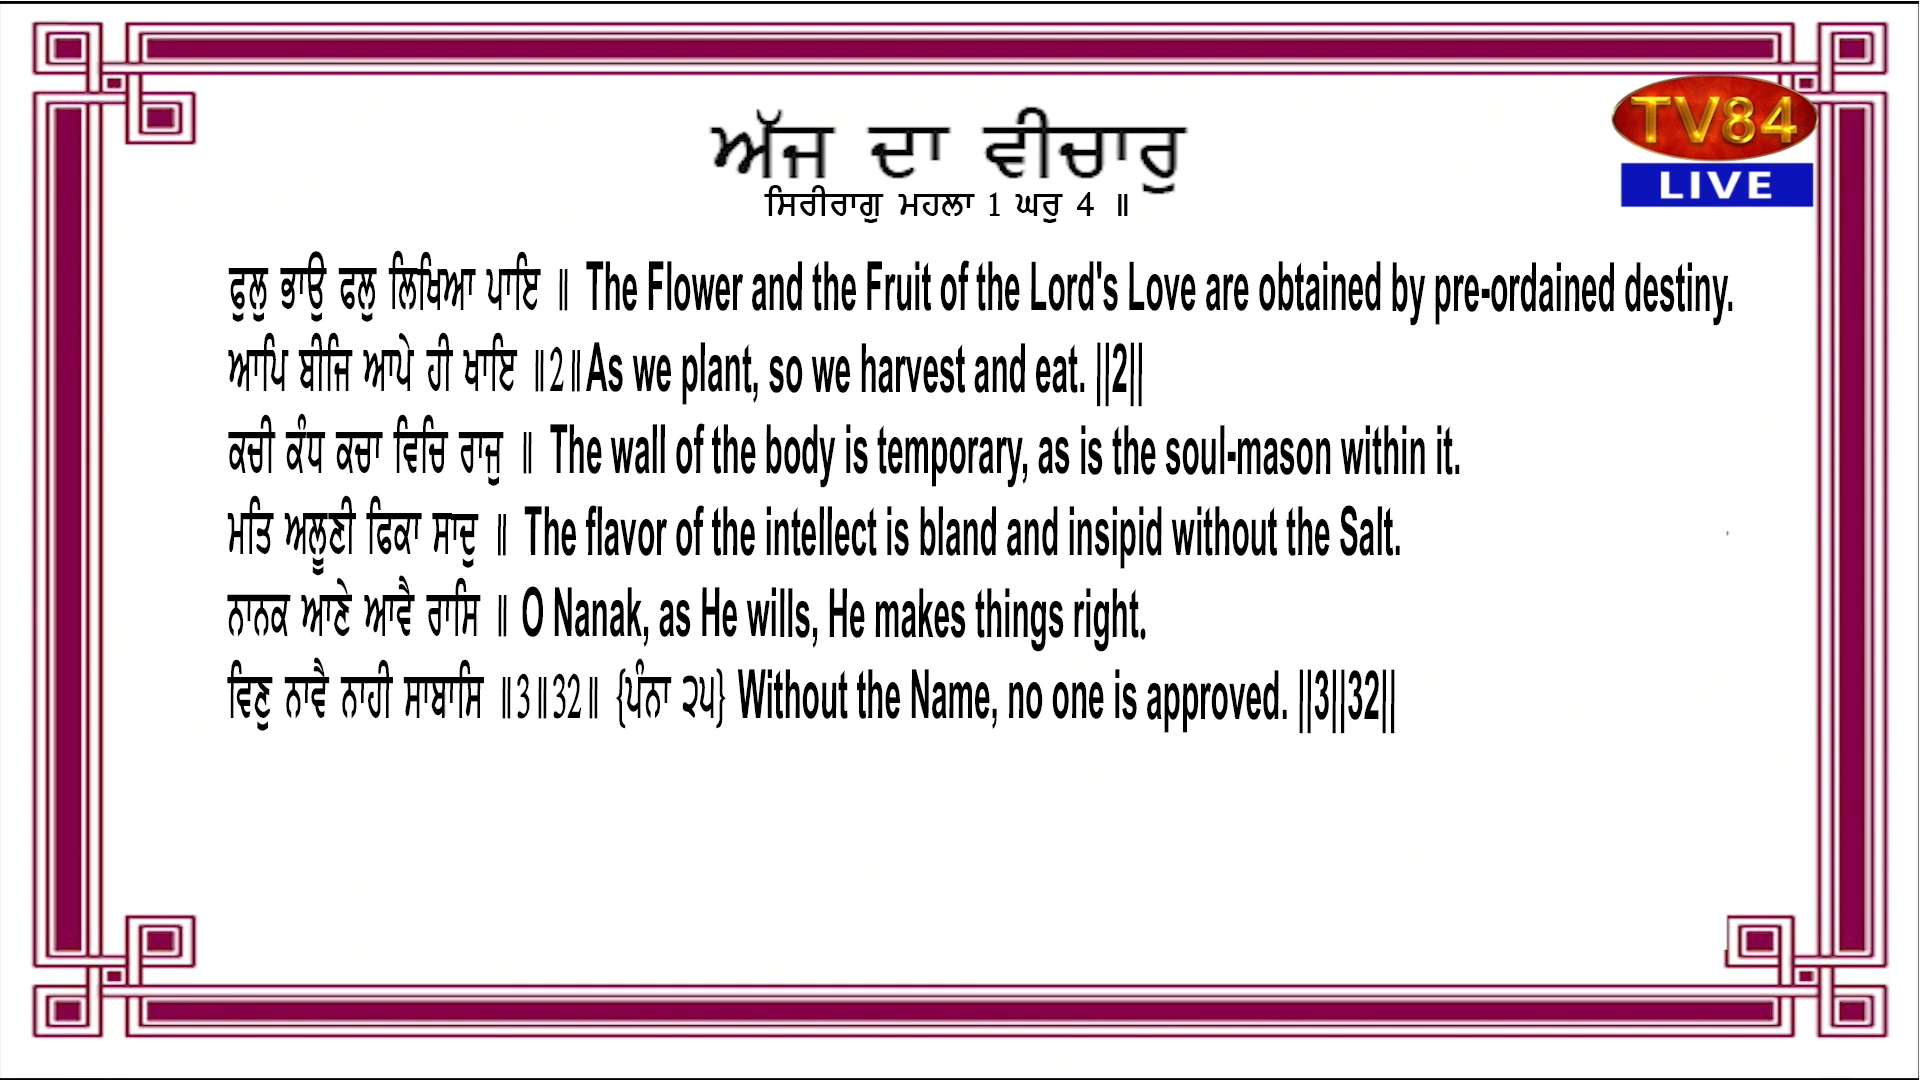 ਅੱਜ ਦਾ ਵੀਚਾਰੁ
ਸਿਰੀਰਾਗੁ ਮਹਲਾ 1 ਘਰੁ 4 ॥
TV84
LIVE
ਫੁਲੁ ਭਾਉ ਫਲੁ ਲਿਖਿਆ ਪਾਇ ॥ The Flower and the Fruit of the Lord's Love are obtained by pre-ordained destiny.
ਆਪਿ ਬੀਜਿ ਆਪੇ ਹੀ ਖਾਇ ॥2॥As we plant, so we harvest and eat. ||2||
ਕਚੀ ਕੰਧ ਕਚਾ ਵਿਚਿ ਰਾਜੁ ॥ The wall of the body is temporary, as is the soul-mason within it.
ਮਤਿ ਅਲੂਣੀ ਫਿਕਾ ਸਾਦੁ ॥ The flavor of the intellect is bland and insipid without the Salt.
ਨਾਨਕ ਆਣੇ ਆਵੈ ਰਾਸਿ ॥ O Nanak, as He wills, He makes things right.
ਵਿਣੁ ਨਾਵੈ ਨਾਹੀ ਸਾਬਾਸਿ ॥3॥32॥ {ਪੰਨਾ ੨੫} Without the Name, no one is approved. ||3||32||